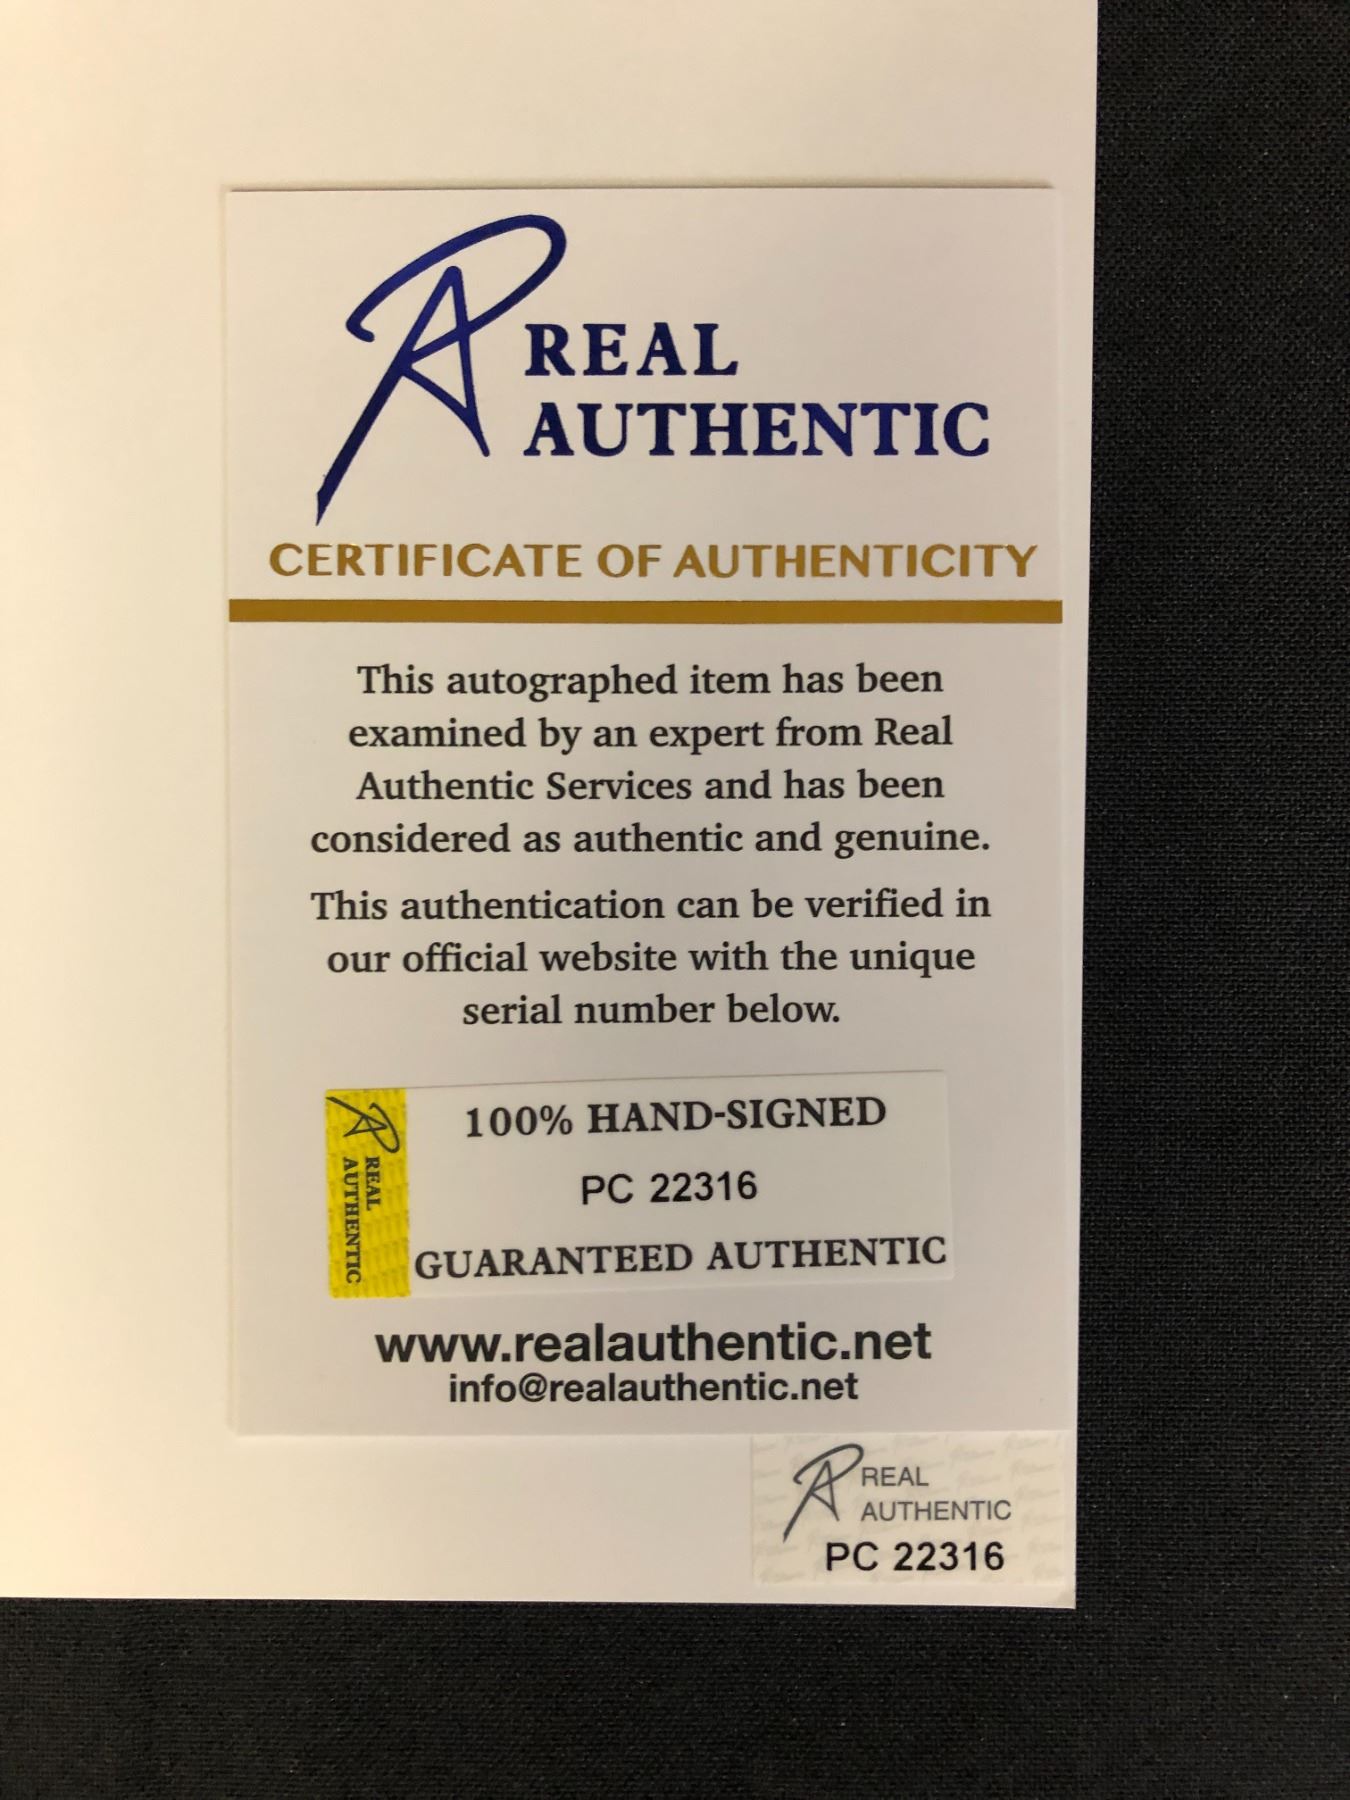 REAL
AUTHENTIC
CERTIFICATE OF AUTHENTICITY
This autographed item has been
examined by an expert from Real
Authentic Services and has been
considered as authentic and genuine.
This authentication can be verified in
our official website with the unique
serial number below.
REAL
AUTHENTIC
100% HAND-SIGNED
PC 22316
GUARANTEED AUTHENTIC
www.realauthentic.net
info@realauthentic.net
REAL
AUTHENTIC
PC 22316